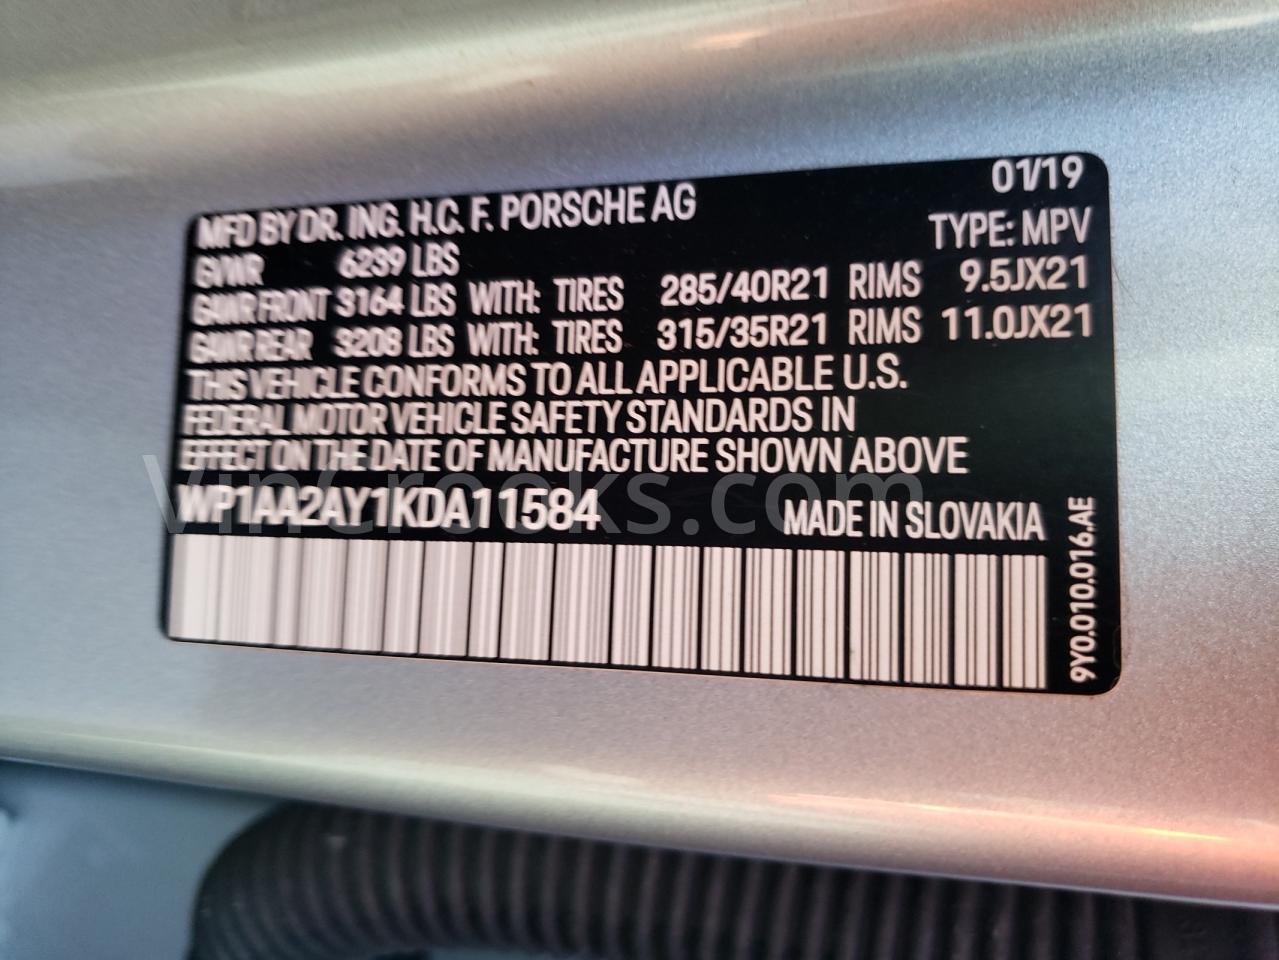 01/19
MFD BY DR. ING. H.C. F. PORSCHE AG
TYPE: MPV
GVWR 6239 LBS
GAWR FRONT 3164 LBS WITH: TIRES 285/40R21 RIMS 9.5JX21
GAWR REAR 3208 LBS WITH: TIRES 315/35R21 RIMS 11.0JX21
THIS VEHICLE CONFORMS TO ALL APPLICABLE U.S.
FEDERAL MOTOR VEHICLE SAFETY STANDARDS IN
EFFECT ON THE DATE OF MANUFACTURE SHOWN ABOVE
WP1AA2AY1KDA11584
MADE IN SLOVAKIA
9Y0.010.016.AE
VinCrooks.com